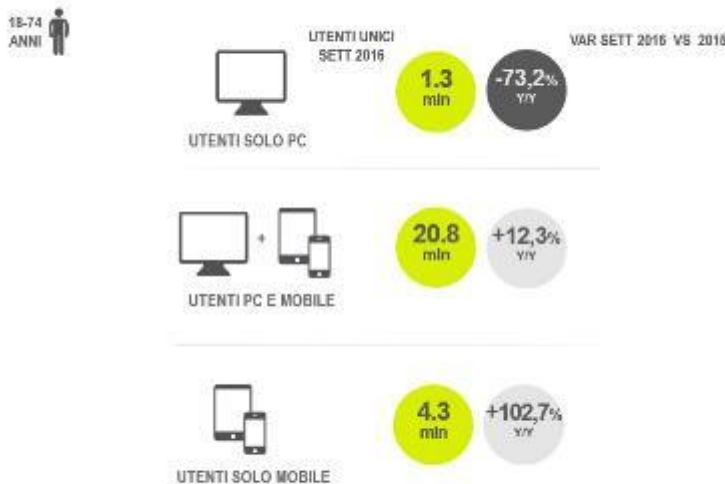 18-74
ANNI
UTENTI UNICI
SETT 2016
VAR SETT 2016 VS 2015
1.3
mln
-73,2%
Y/Y
UTENTI SOLO PC
+
20.8
mln
+12,3%
Y/Y
UTENTI PC E MOBILE
4.3
mln
+102,7%
Y/Y
UTENTI SOLO MOBILE